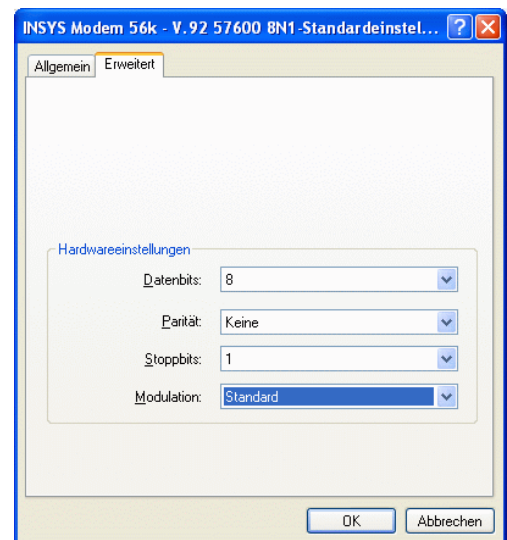 INSYS Modem 56k - V.92 57600 8N1-Standardeinstel...
Allgemein Erweitert
Hardwareeinstellungen
Datenbits: 8
Parität: Keine
Stoppbits: 1
Modulation: Standard
OK Abbrechen